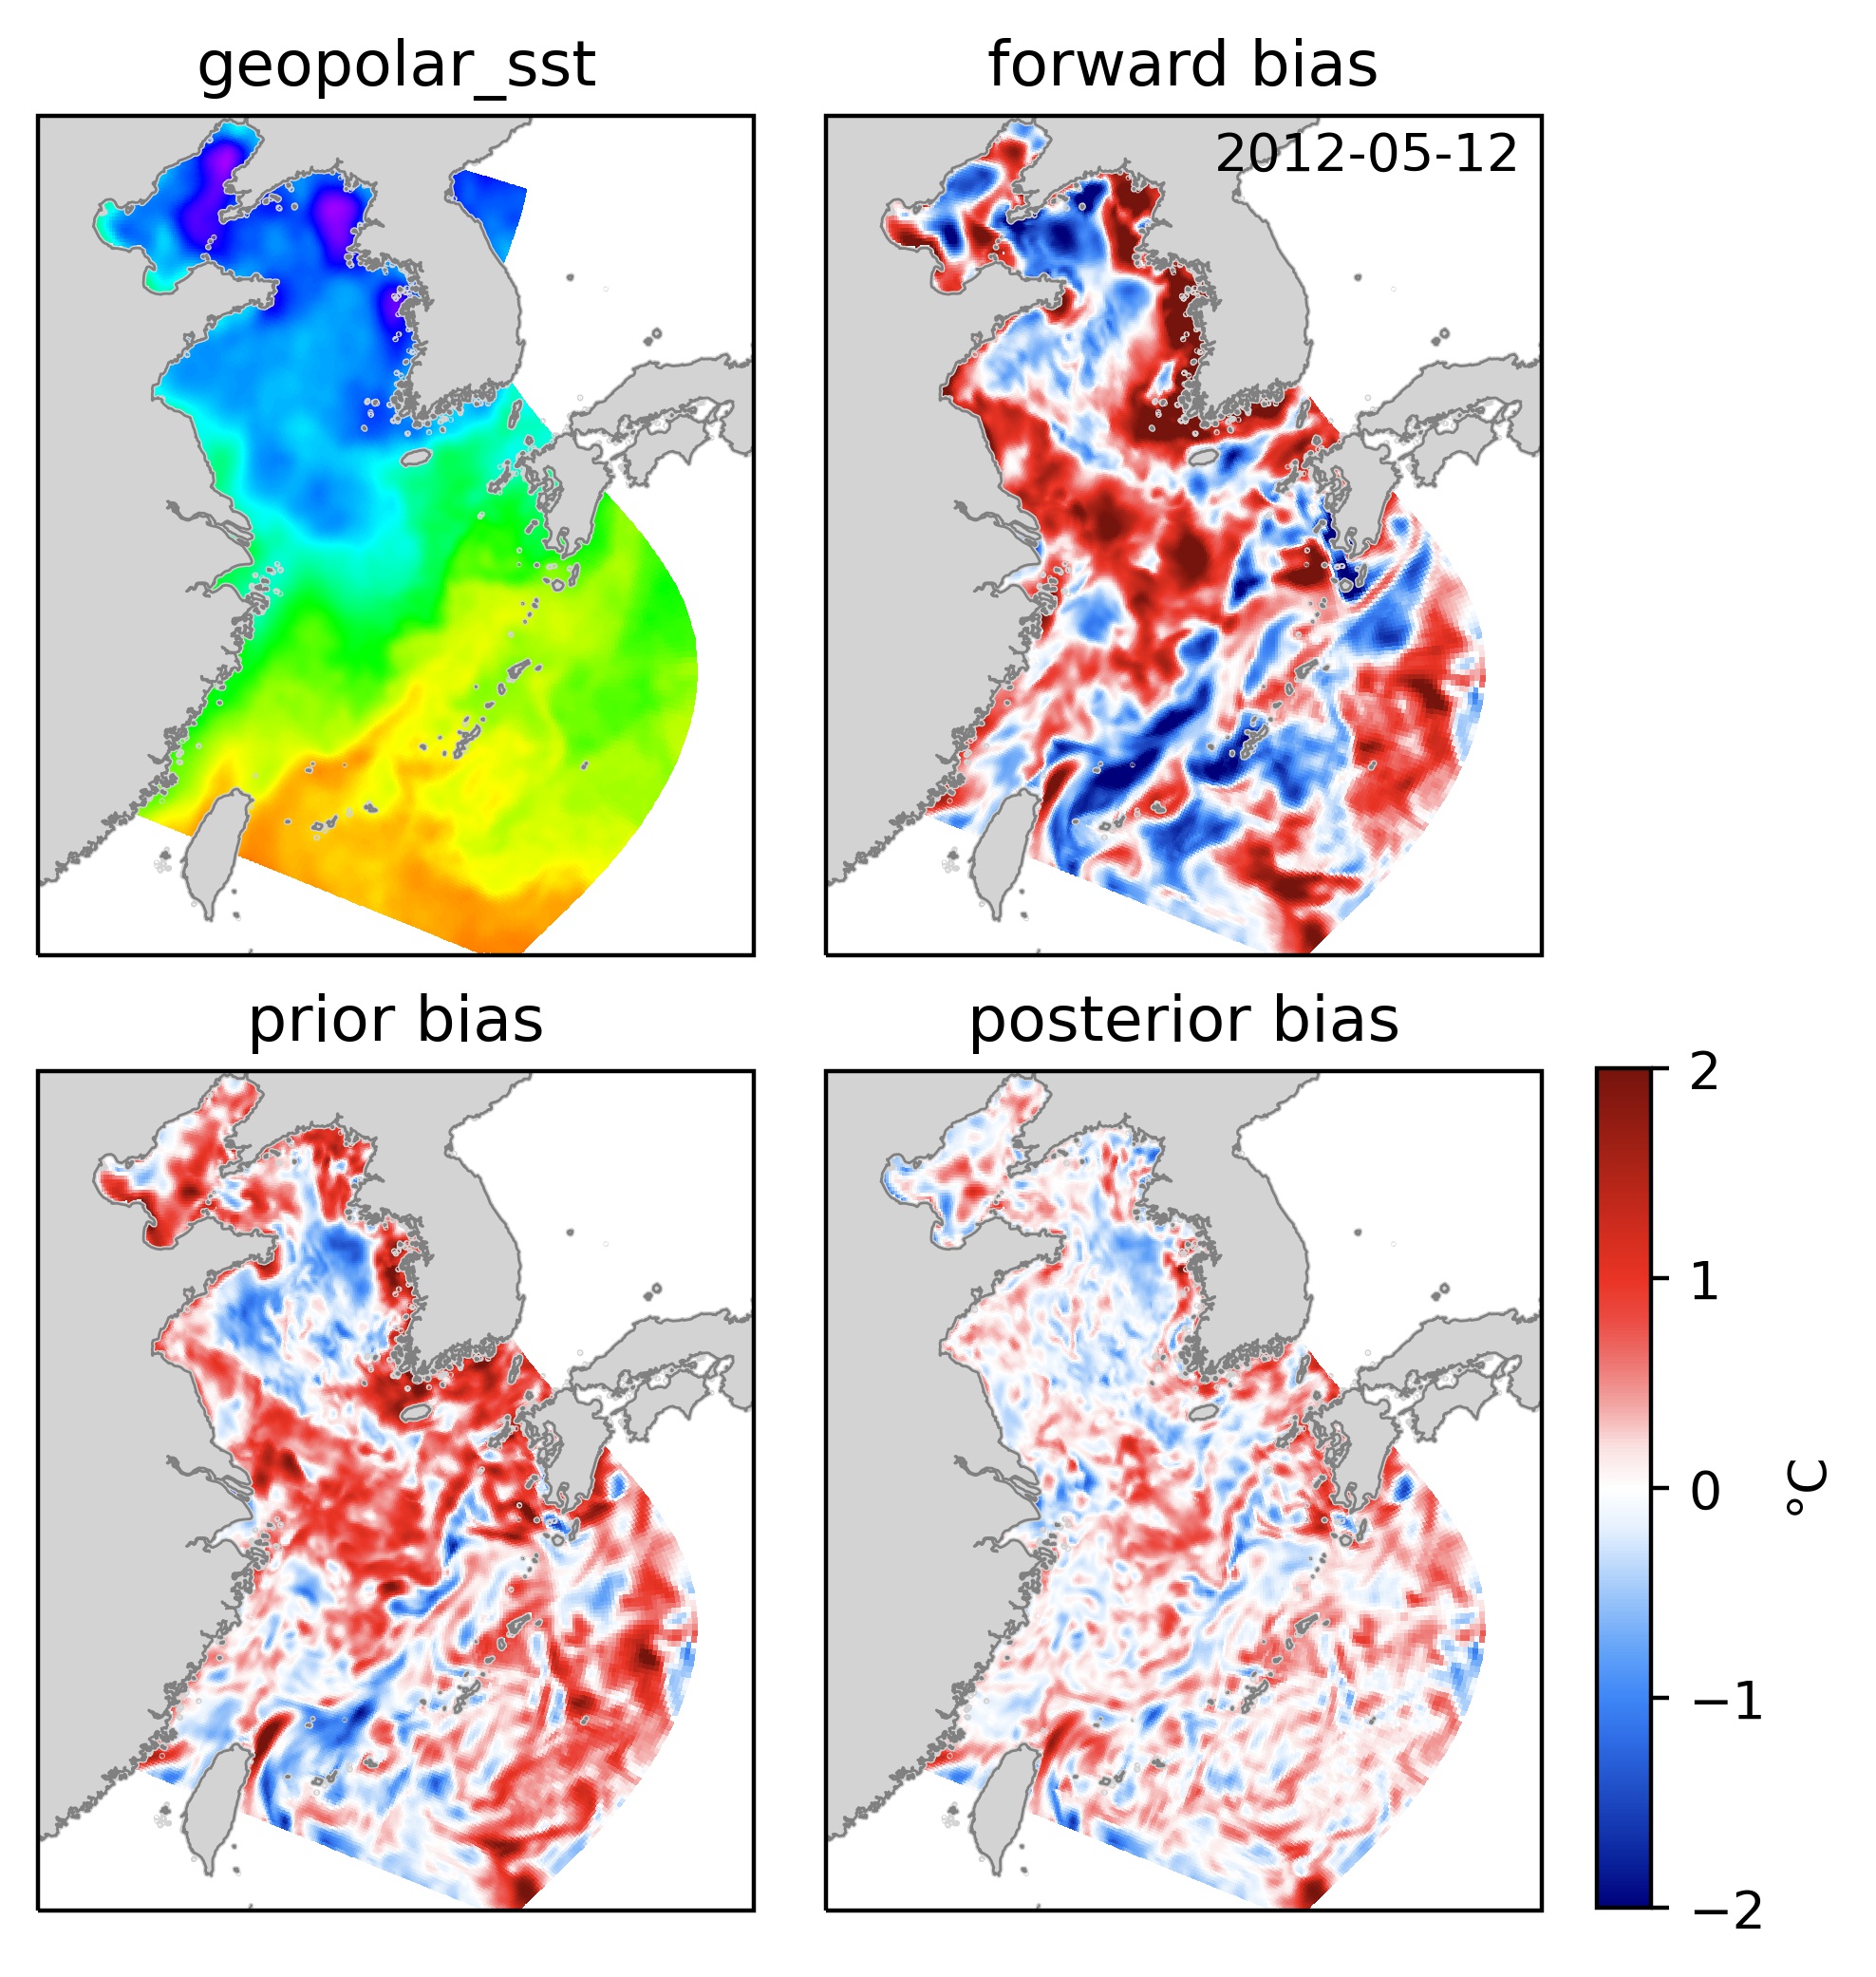 geopolar_sst
forward bias
2012-05-12
prior bias
posterior bias
2
1
0
−1
−2
°C